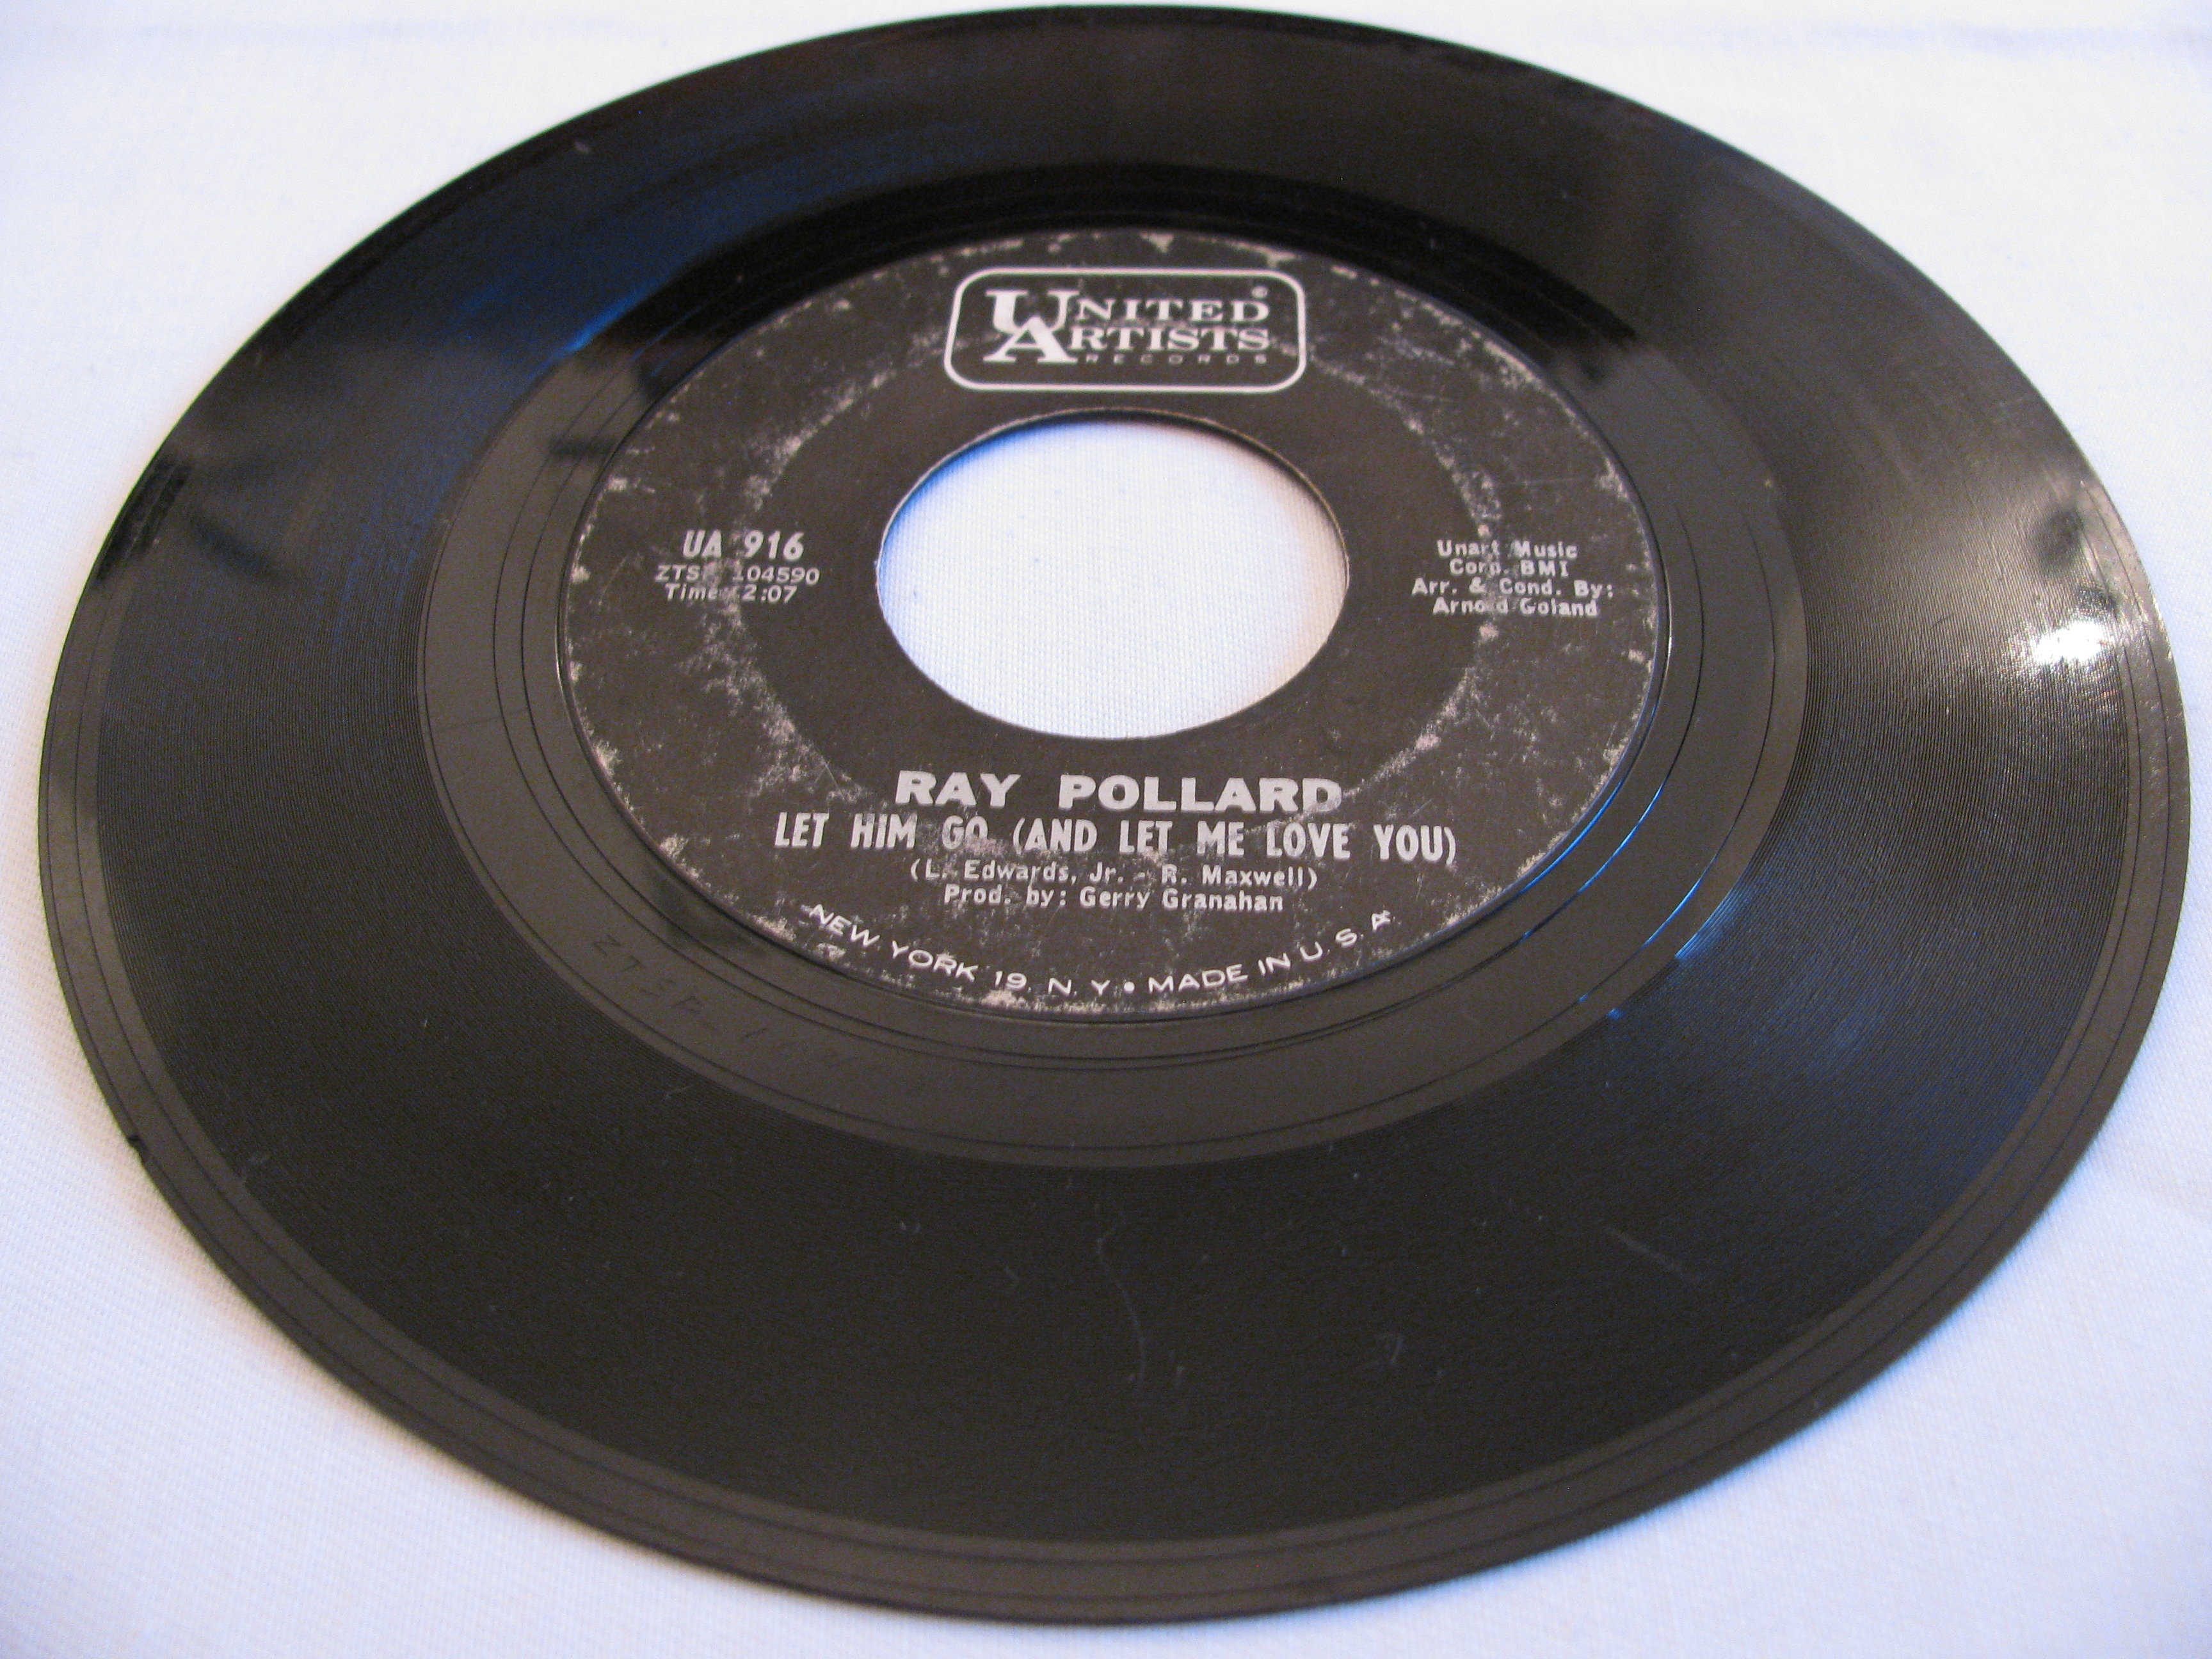 UNITED
ARTISTS
RECORDS
UA 916
ZTSP 104590
Time: 2:07
Unart Music
Corp. BMI
Arr. & Cond. By:
Arnold Goland
RAY POLLARD
LET HIM GO (AND LET ME LOVE YOU)
(L. Edwards, Jr. - R. Maxwell)
Prod. by: Gerry Granahan
NEW YORK 19, N. Y. • MADE IN U. S. A.